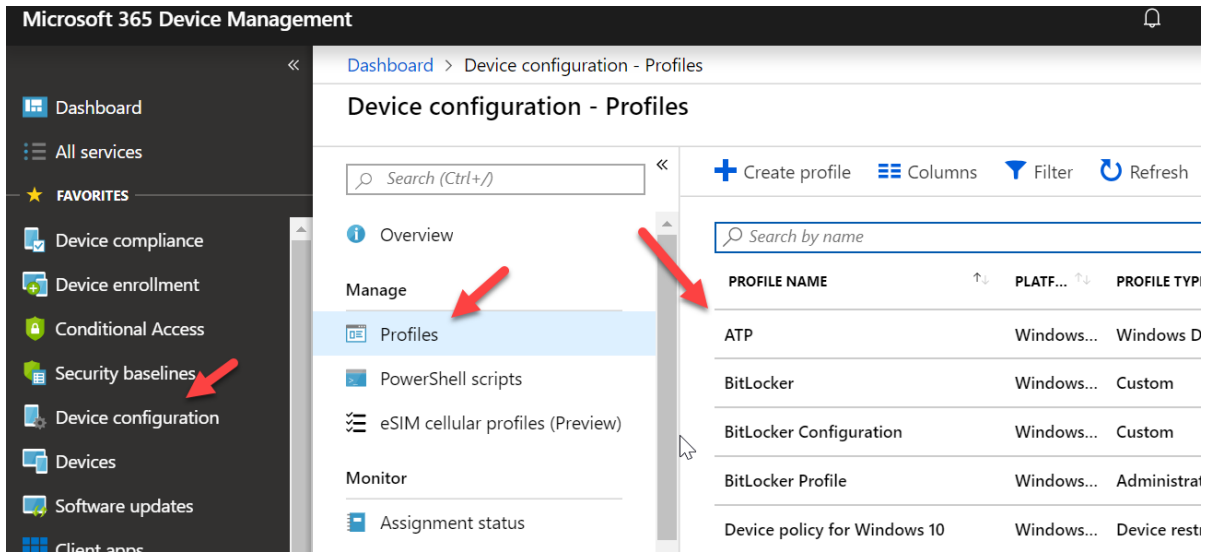 Microsoft 365 Device Management
«
Dashboard
All services
FAVORITES
Device compliance
Device enrollment
Conditional Access
Security baselines
Device configuration
Devices
Software updates
Client apps
Dashboard > Device configuration - Profiles
Device configuration - Profiles
Search (Ctrl+/)
«
Overview
Manage
Profiles
PowerShell scripts
eSIM cellular profiles (Preview)
Monitor
Assignment status
Create profile Columns Filter Refresh
Search by name
PROFILE NAME ↑↓ PLATF... ↑↓ PROFILE TYP
ATP Windows... Windows D
BitLocker Windows... Custom
BitLocker Configuration Windows... Custom
BitLocker Profile Windows... Administrat
Device policy for Windows 10 Windows... Device restr